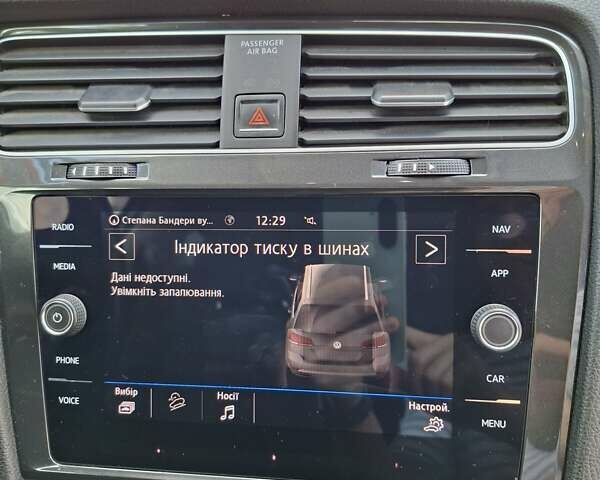 PASSENGER
AIR BAG
RADIO
MEDIA
PHONE
VOICE
Степана Бандери ву... 12:29
Індикатор тиску в шинах
Дані недоступні.
Увімкніть запалювання.
Вибір
Носії
Настрой.
NAV
APP
CAR
MENU